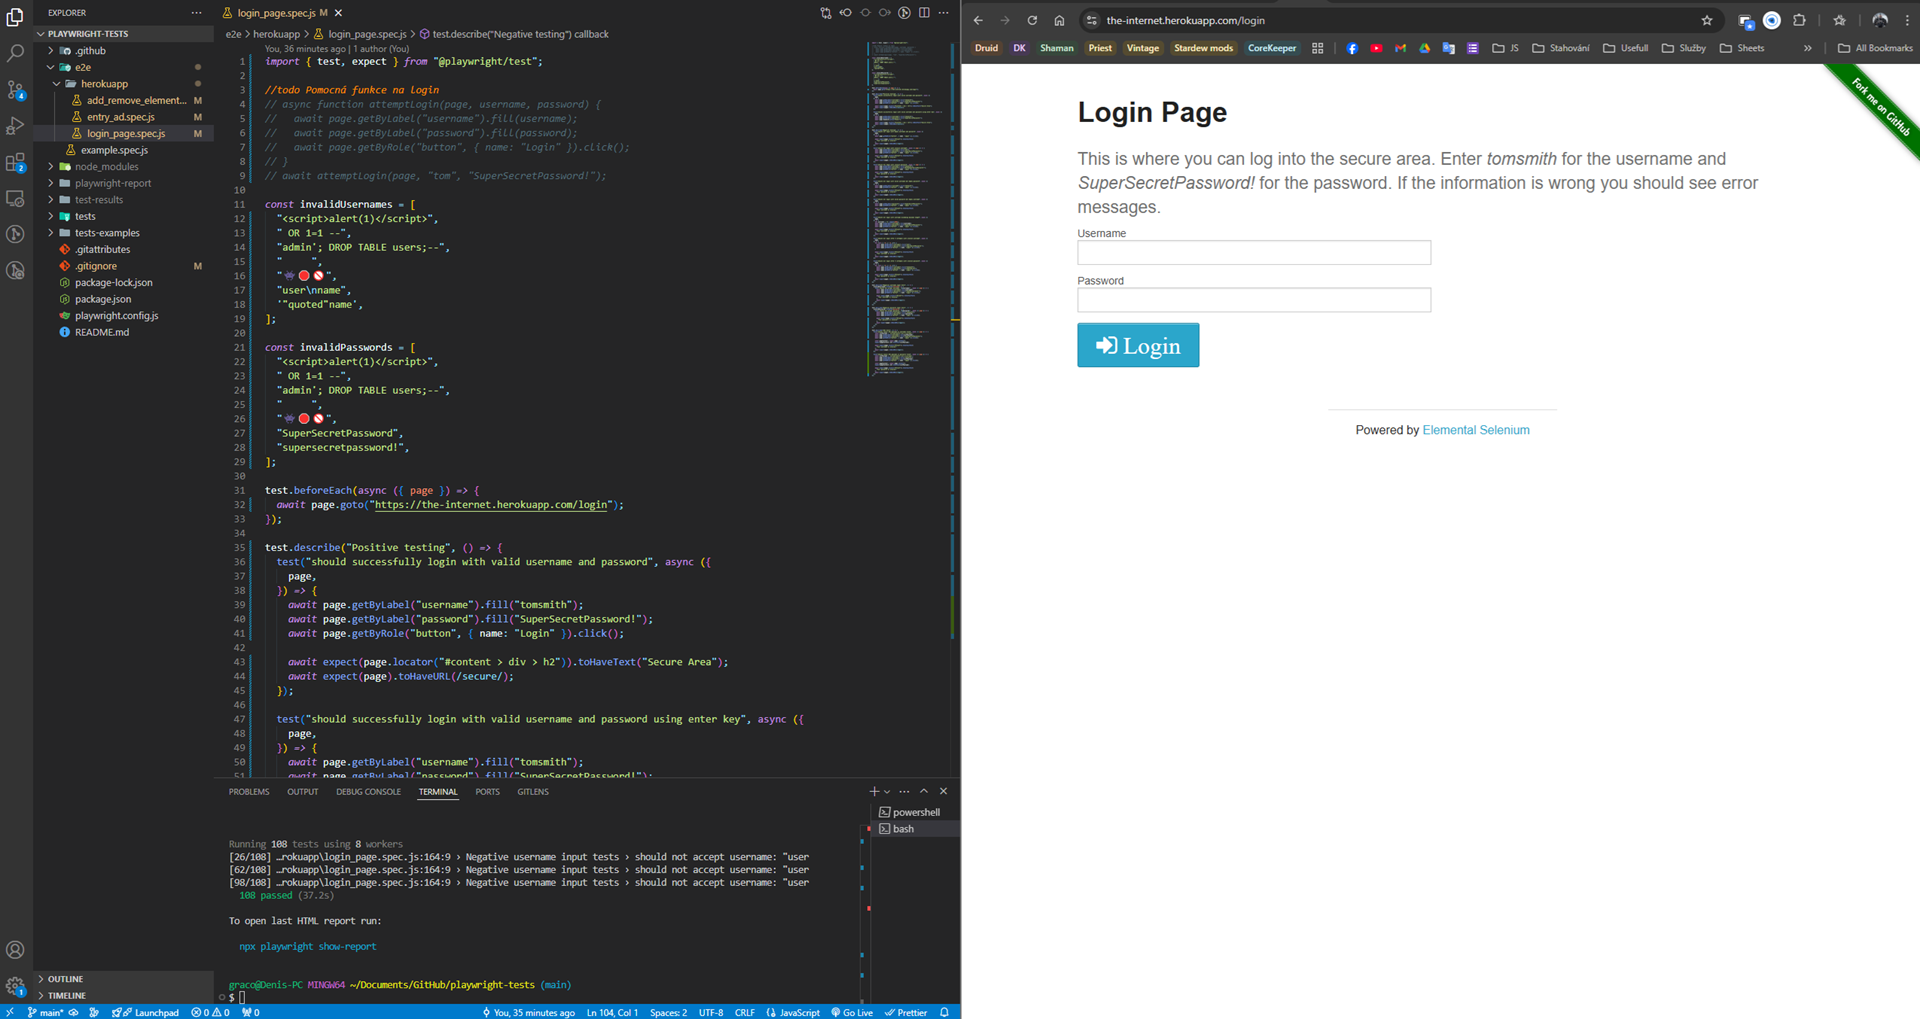 EXPLORER
PLAYWRIGHT-TESTS
.github
e2e
herokuapp
add_remove_element... M
entry_ad.spec.js M
login_page.spec.js M
example.spec.js
node_modules
playwright-report
test-results
tests
tests-examples
.gitattributes
.gitignore M
package-lock.json
package.json
playwright.config.js
README.md
OUTLINE
TIMELINE
login_page.spec.js M
e2e > herokuapp > login_page.spec.js > test.describe("Negative testing") callback
You, 36 minutes ago | 1 author (You)
1 import { test, expect } from "@playwright/test";
2
3 //todo Pomocná funkce na login
4 // async function attemptLogin(page, username, password) {
5 //   await page.getByLabel("username").fill(username);
6 //   await page.getByLabel("password").fill(password);
7 //   await page.getByRole("button", { name: "Login" }).click();
8 // }
9 // await attemptLogin(page, "tom", "SuperSecretPassword!");
10
11 const invalidUsernames = [
12 "<script>alert(1)</script>",
13 " OR 1=1 --",
14 "admin'; DROP TABLE users;--",
15 "     ",
16 "👾🔴🚫",
17 "user\nname",
18 '"quoted"name',
19 ];
20
21 const invalidPasswords = [
22 "<script>alert(1)</script>",
23 " OR 1=1 --",
24 "admin'; DROP TABLE users;--",
25 "     ",
26 "👾🔴🚫",
27 "SuperSecretPassword",
28 "supersecretpassword!",
29 ];
30
31 test.beforeEach(async ({ page }) => {
32 await page.goto("https://the-internet.herokuapp.com/login");
33 });
34
35 test.describe("Positive testing", () => {
36 test("should successfully login with valid username and password", async ({
37 page,
38 }) => {
39 await page.getByLabel("username").fill("tomsmith");
40 await page.getByLabel("password").fill("SuperSecretPassword!");
41 await page.getByRole("button", { name: "Login" }).click();
42
43 await expect(page.locator("#content > div > h2")).toHaveText("Secure Area");
44 await expect(page).toHaveURL(/secure/);
45 });
46
47 test("should successfully login with valid username and password using enter key", async ({
48 page,
49 }) => {
50 await page.getByLabel("username").fill("tomsmith");
51 await page.getByLabel("password").fill("SuperSecretPassword!");
PROBLEMS OUTPUT DEBUG CONSOLE TERMINAL PORTS GITLENS
powershell
bash
Running 108 tests using 8 workers
[26/108] …rokuapp\login_page.spec.js:164:9 › Negative username input tests › should not accept username: "user
[62/108] …rokuapp\login_page.spec.js:164:9 › Negative username input tests › should not accept username: "user
[98/108] …rokuapp\login_page.spec.js:164:9 › Negative username input tests › should not accept username: "user
108 passed (37.2s)
To open last HTML report run:
npx playwright show-report
graco@Denis-PC MINGW64 ~/Documents/GitHub/playwright-tests (main)
$
main* Launchpad 0 0 0 You, 35 minutes ago Ln 104, Col 1 Spaces: 2 UTF-8 CRLF JavaScript Go Live Prettier
4
2
1
the-internet.herokuapp.com/login
Druid DK Shaman Priest Vintage Stardew mods CoreKeeper JS Stahování Usefull Služby Sheets » All Bookmarks
Fork me on GitHub
Login Page
This is where you can log into the secure area. Enter tomsmith for the username and
SuperSecretPassword! for the password. If the information is wrong you should see error
messages.
Username
Password
Login
Powered by Elemental Selenium